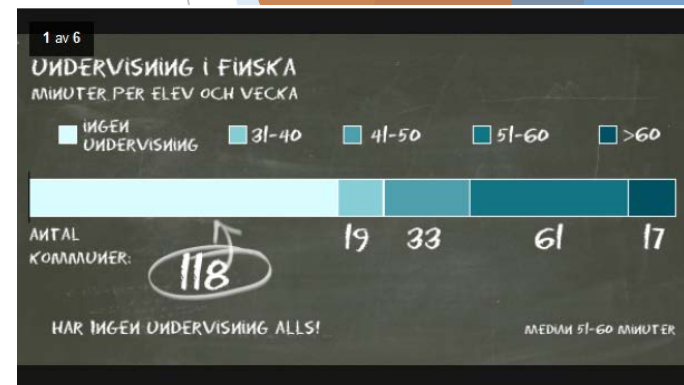 1 av 6
UNDERVISNING I FINSKA
MINUTER PER ELEV OCH VECKA
INGEN UNDERVISNING
31-40
41-50
51-60
>60
ANTAL KOMMUNER:
118
19
33
61
17
HAR INGEN UNDERVISNING ALLS!
MEDIAN 51-60 MINUTER